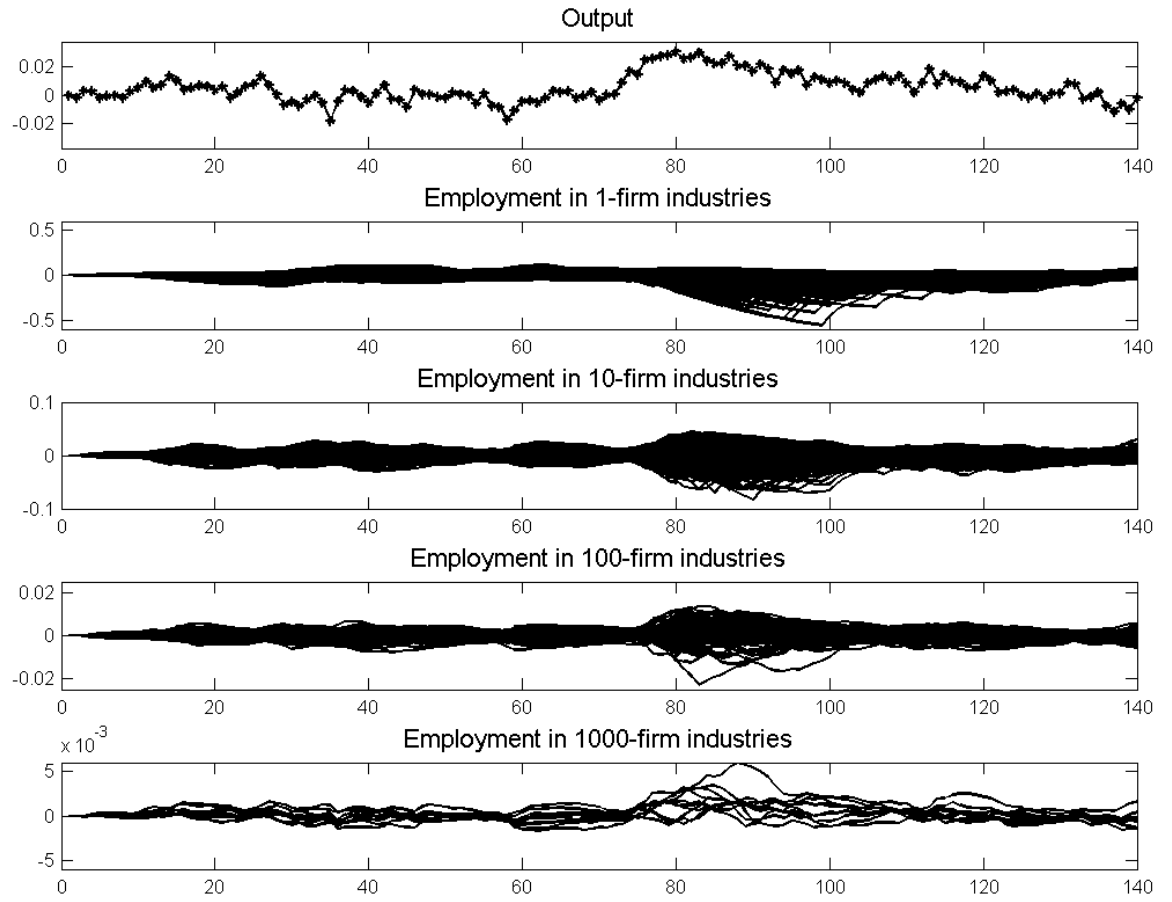 Output
0.02
0
-0.02
0 20 40 60 80 100 120 140
Employment in 1-firm industries
0.5
0
-0.5
0 20 40 60 80 100 120 140
Employment in 10-firm industries
0.1
0
-0.1
0 20 40 60 80 100 120 140
Employment in 100-firm industries
0.02
0
-0.02
0 20 40 60 80 100 120 140
x 10^-3
Employment in 1000-firm industries
5
0
-5
0 20 40 60 80 100 120 140